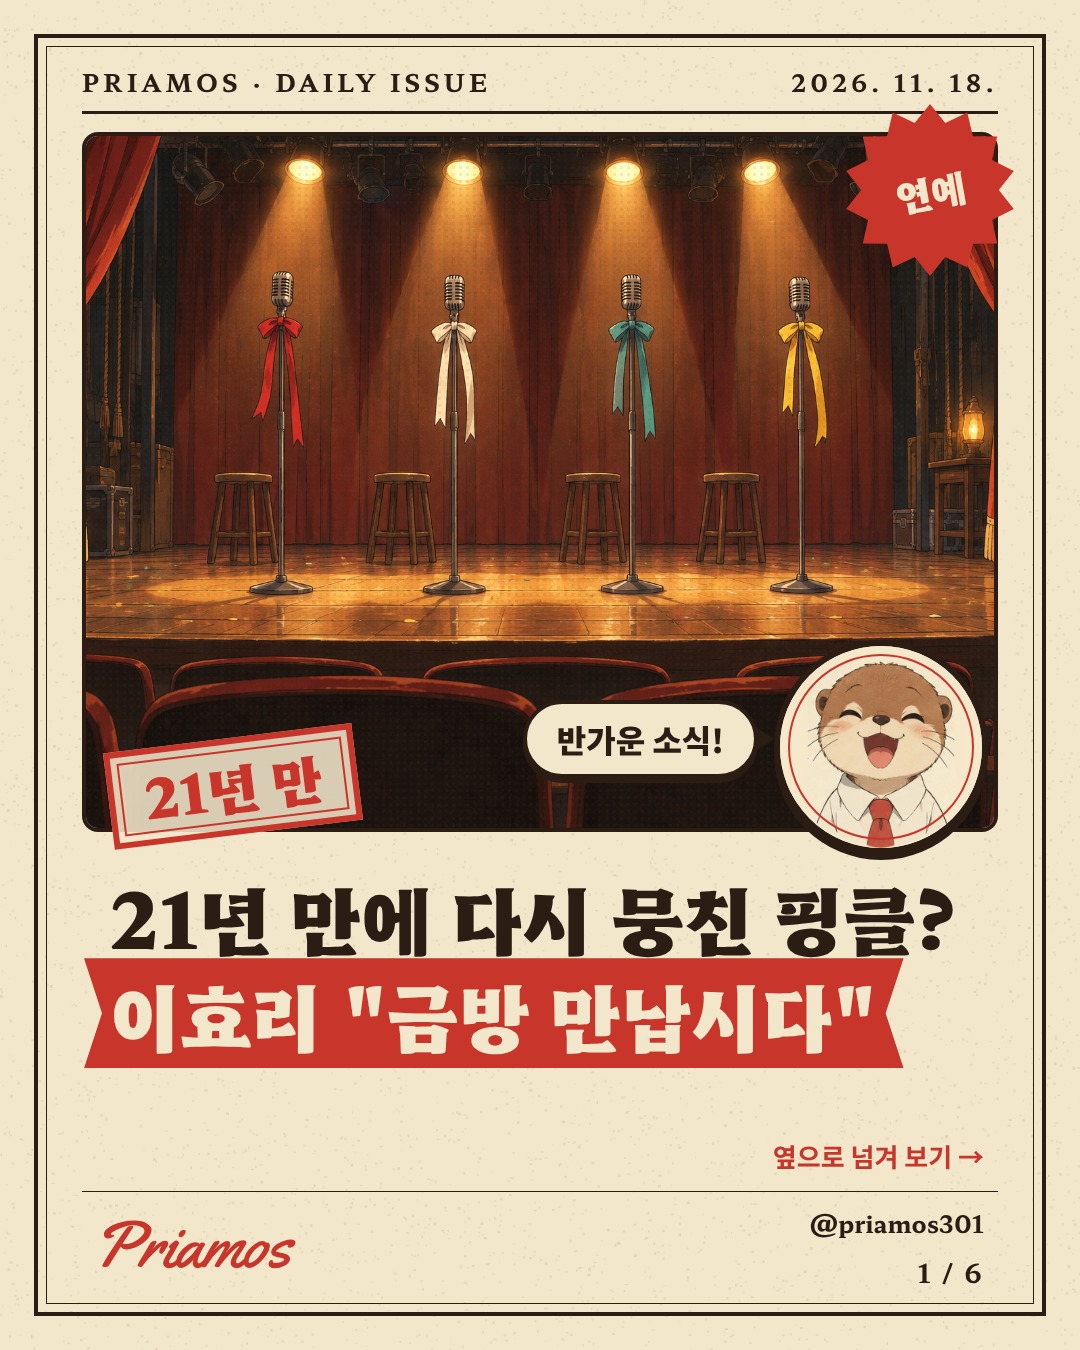 PRIAMOS · DAILY ISSUE
2026. 11. 18.
연예
반가운 소식!
21년 만
21년 만에 다시 뭉친 핑클?
이효리 "금방 만납시다"
옆으로 넘겨 보기 →
Priamos
@priamos301
1 / 6